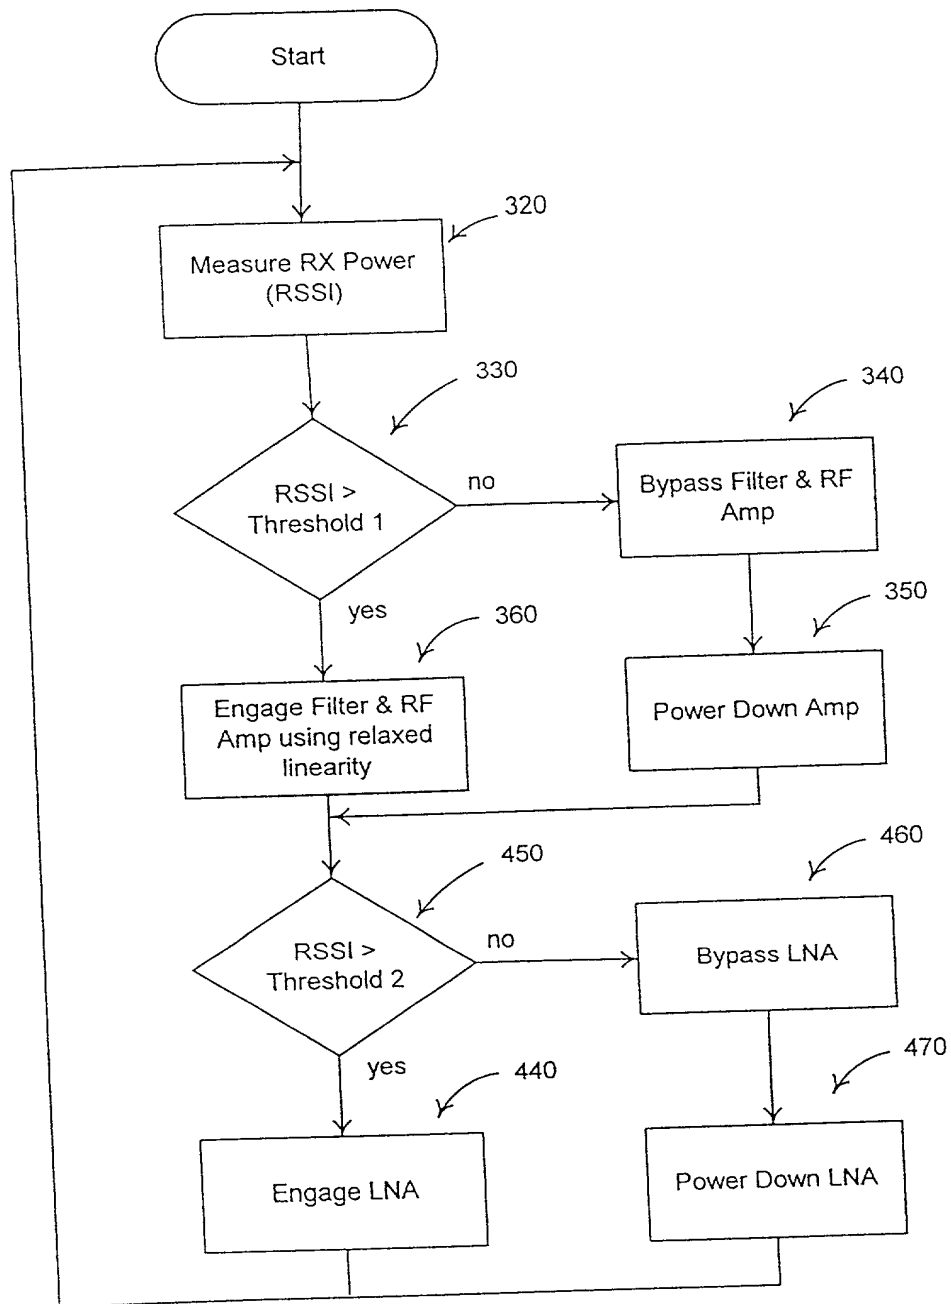 Start
320
Measure RX Power
(RSSI)
330
340
RSSI >
Threshold 1
no
Bypass Filter & RF
Amp
yes
360
350
Engage Filter & RF
Amp using relaxed
linearity
Power Down Amp
450
460
RSSI >
Threshold 2
no
Bypass LNA
yes
440
470
Engage LNA
Power Down LNA